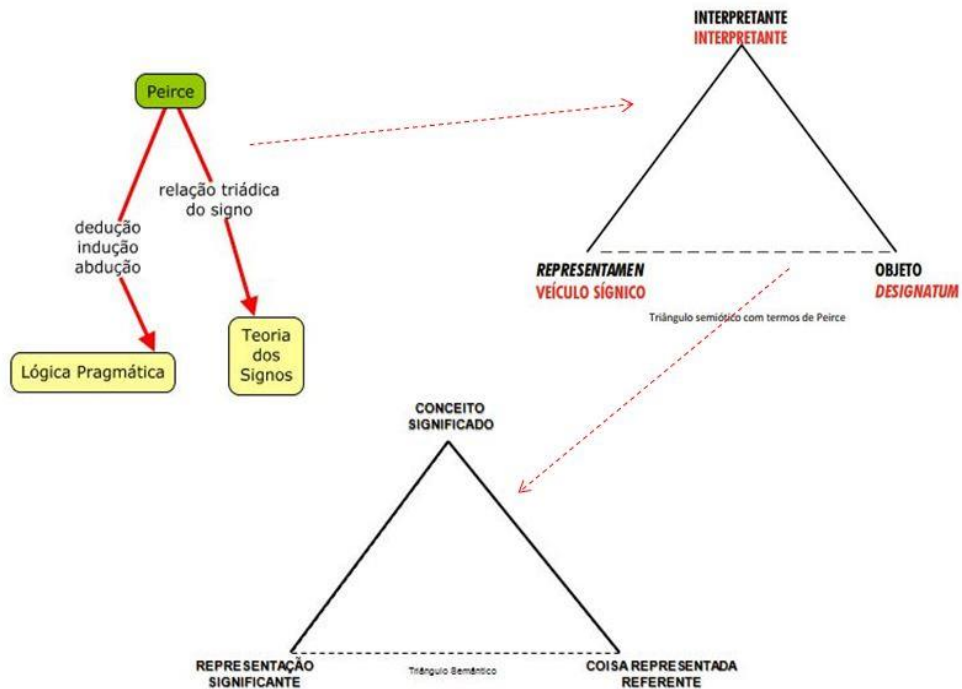 Peirce
relação triádica
do signo
dedução
indução
abdução
Lógica Pragmática
Teoria
dos
Signos
INTERPRETANTE
INTERPRETANTE
REPRESENTAMEN
VEÍCULO SÍGNICO
OBJETO
DESIGNATUM
Triângulo semiótico com termos de Peirce
CONCEITO
SIGNIFICADO
REPRESENTAÇÃO
SIGNIFICANTE
Triângulo Semântico
COISA REPRESENTADA
REFERENTE